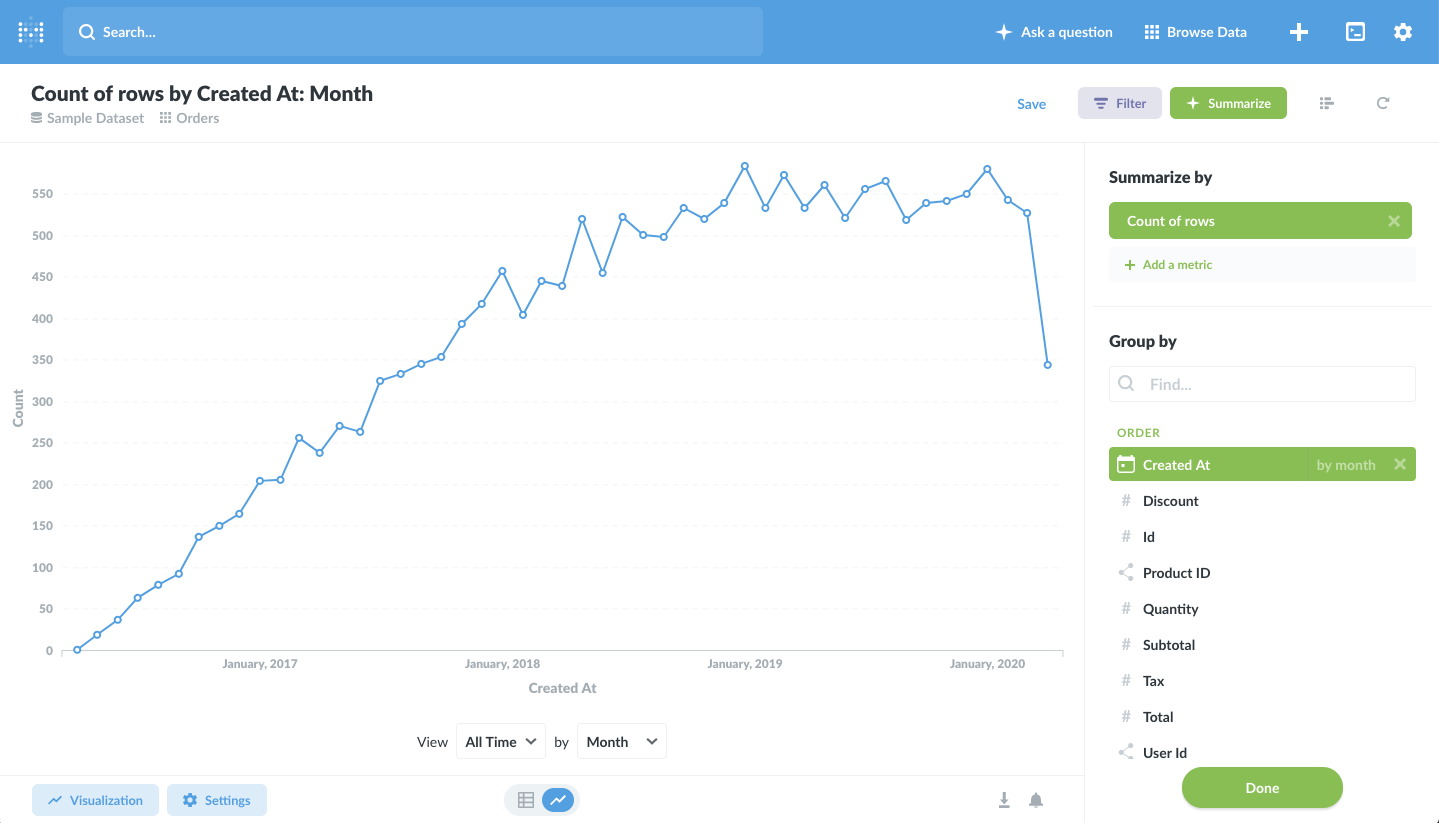 Search...
Ask a question
Browse Data
Count of rows by Created At: Month
Sample Dataset
Orders
Save
Filter
Summarize
550
500
450
400
350
300
250
200
150
100
50
0
Count
January, 2017
January, 2018
January, 2019
January, 2020
Created At
View
All Time
by
Month
Visualization
Settings
Summarize by
Count of rows
Add a metric
Group by
Find...
ORDER
Created At
by month
# Discount
# Id
Product ID
# Quantity
# Subtotal
# Tax
# Total
User Id
Done